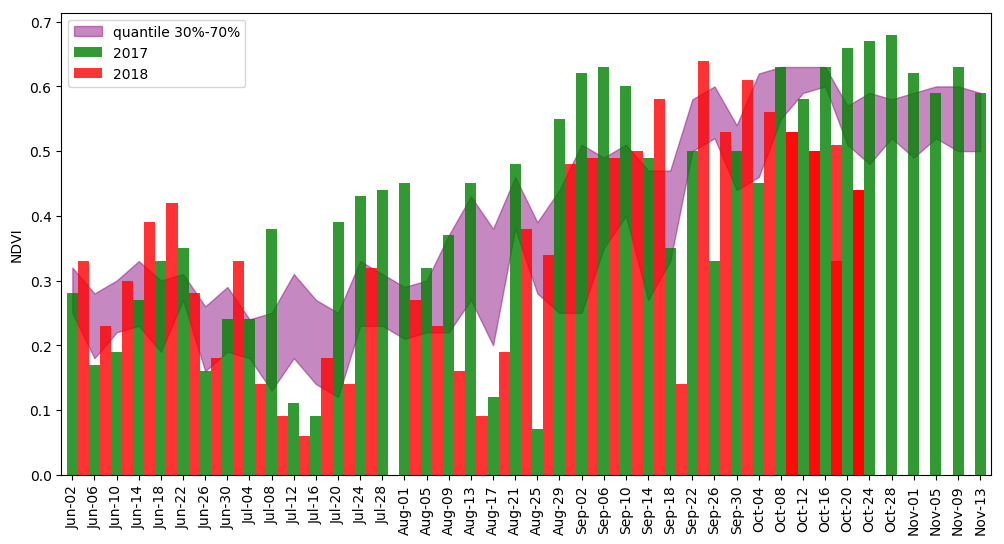 quantile 30%-70%
2017
2018
NDVI
0.7
0.6
0.5
0.4
0.3
0.2
0.1
0.0
Jun-02
Jun-06
Jun-10
Jun-14
Jun-18
Jun-22
Jun-26
Jun-30
Jul-04
Jul-08
Jul-12
Jul-16
Jul-20
Jul-24
Jul-28
Aug-01
Aug-05
Aug-09
Aug-13
Aug-17
Aug-21
Aug-25
Aug-29
Sep-02
Sep-06
Sep-10
Sep-14
Sep-18
Sep-22
Sep-26
Sep-30
Oct-04
Oct-08
Oct-12
Oct-16
Oct-20
Oct-24
Oct-28
Nov-01
Nov-05
Nov-09
Nov-13